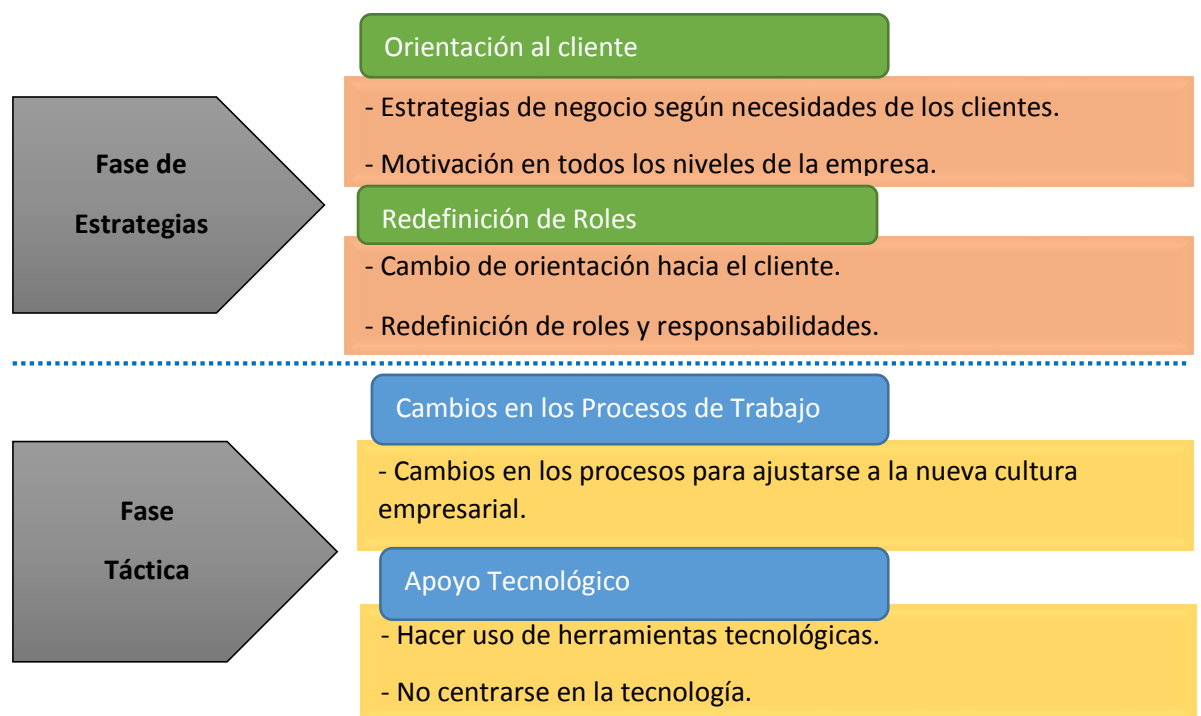 Orientación al cliente
- Estrategias de negocio según necesidades de los clientes.
- Motivación en todos los niveles de la empresa.
Fase de
Estrategias
Redefinición de Roles
- Cambio de orientación hacia el cliente.
- Redefinición de roles y responsabilidades.
Cambios en los Procesos de Trabajo
- Cambios en los procesos para ajustarse a la nueva cultura
empresarial.
Fase
Táctica
Apoyo Tecnológico
- Hacer uso de herramientas tecnológicas.
- No centrarse en la tecnología.